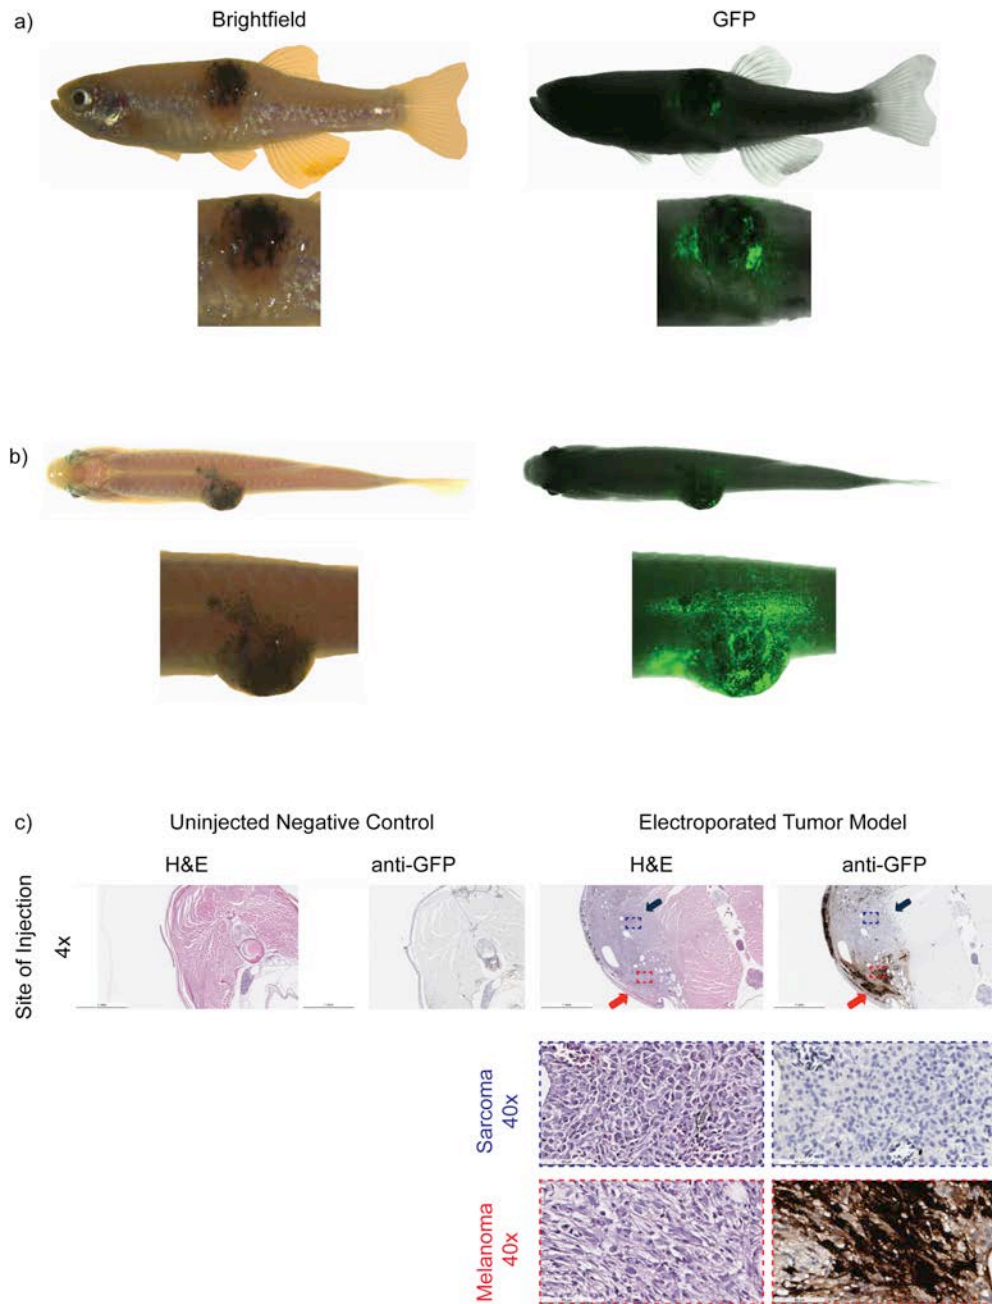 a)
Brightfield
GFP
b)
c)
Uninjected Negative Control
Electroporated Tumor Model
H&E
anti-GFP
H&E
anti-GFP
Site of Injection
4x
Sarcoma
40x
Melanoma
40x